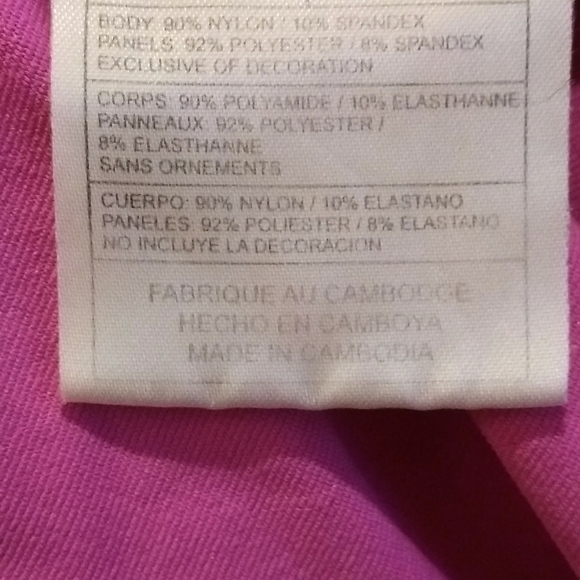 BODY: 90% NYLON / 10% SPANDEX
PANELS: 92% POLYESTER / 8% SPANDEX
EXCLUSIVE OF DECORATION
CORPS: 90% POLYAMIDE / 10% ELASTHANNE
PANNEAUX: 92% POLYESTER /
8% ELASTHANNE
SANS ORNEMENTS
CUERPO: 90% NYLON / 10% ELASTANO
PANELES: 92% POLIESTER / 8% ELASTANO
NO INCLUYE LA DECORACION
FABRIQUE AU CAMBODGE
HECHO EN CAMBOYA
MADE IN CAMBODIA